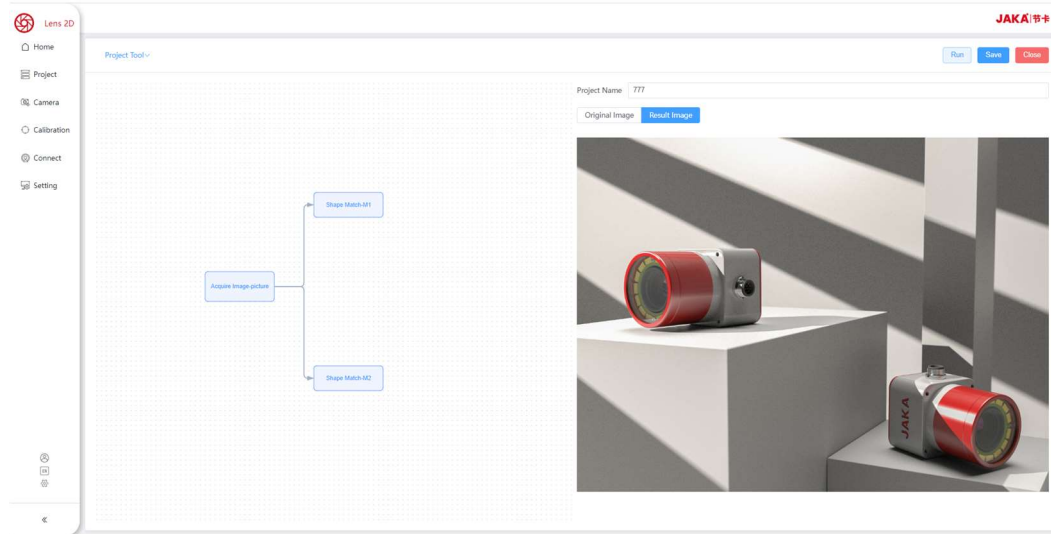 Lens 2D
JAKA 节卡
Home
Project
Camera
Calibration
Connect
Setting
Project Tool
Run
Save
Close
Project Name
777
Original Image
Result Image
Shape Match-M1
Acquire Image-picture
Shape Match-M2
JAKA